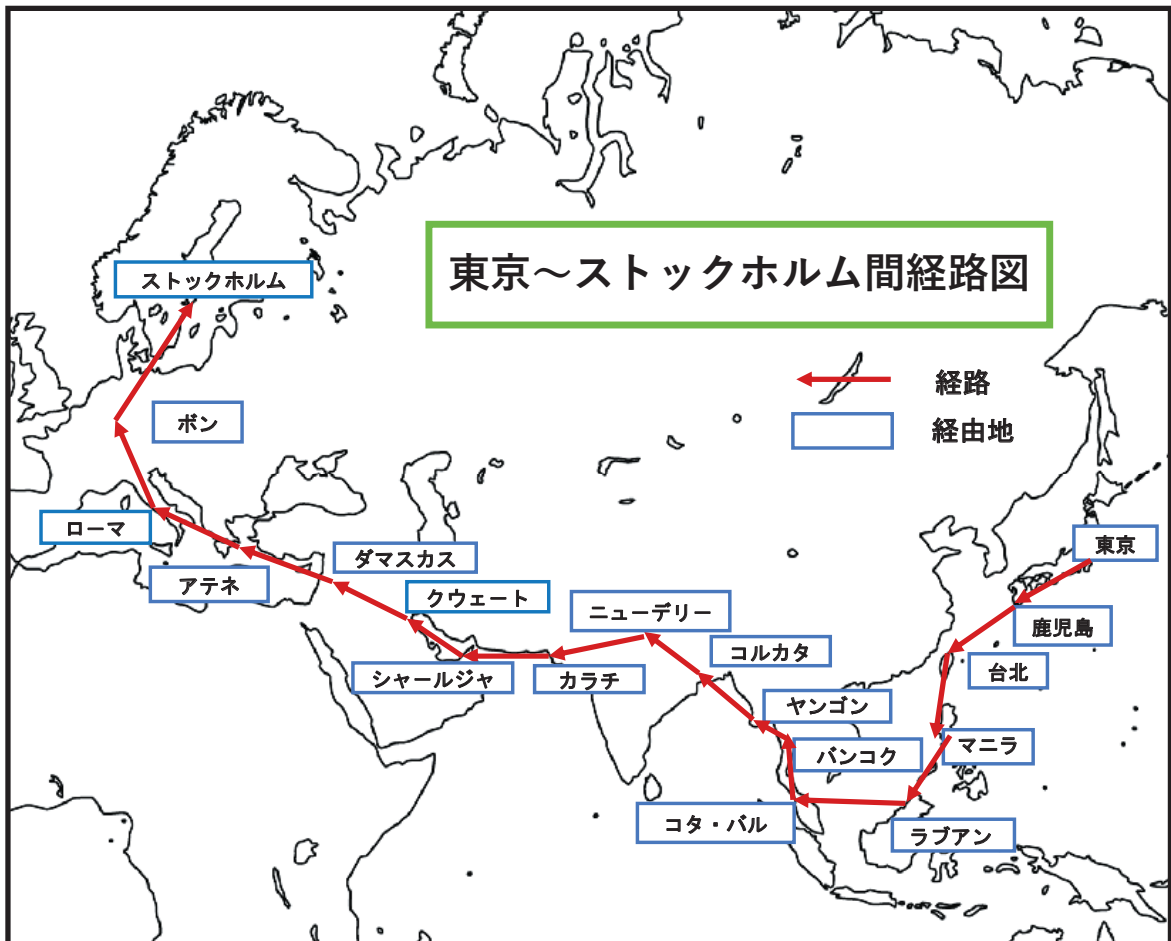 東京～ストックホルム間経路図
経路
経由地
ストックホルム
ボン
ローマ
アテネ
ダマスカス
クウェート
シャールジャ
カラチ
ニューデリー
コルカタ
ヤンゴン
バンコク
コタ・バル
ラブアン
マニラ
台北
鹿児島
東京